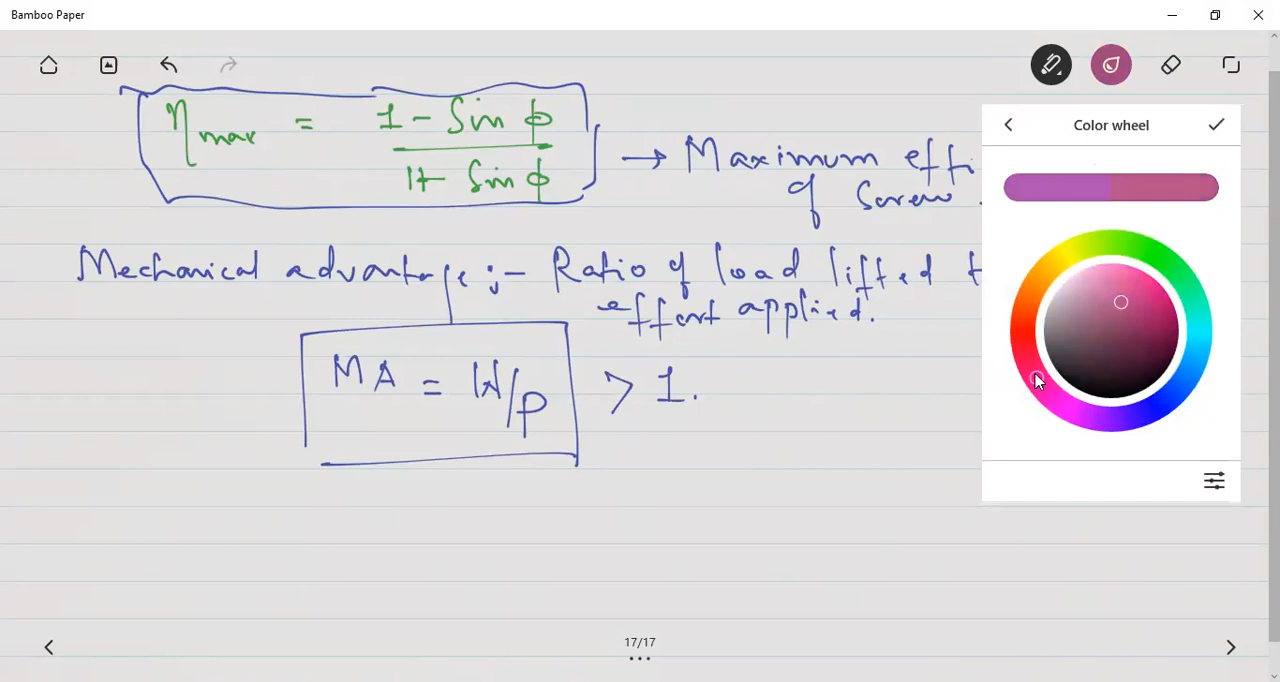 Bamboo Paper
Color wheel
ηmax = 1 - Sin ϕ / 1+ Sin ϕ → Maximum effi
of Screw
Mechanical advantage :- Ratio of load lifted t
effort applied.
MA = W/P > 1.
17/17